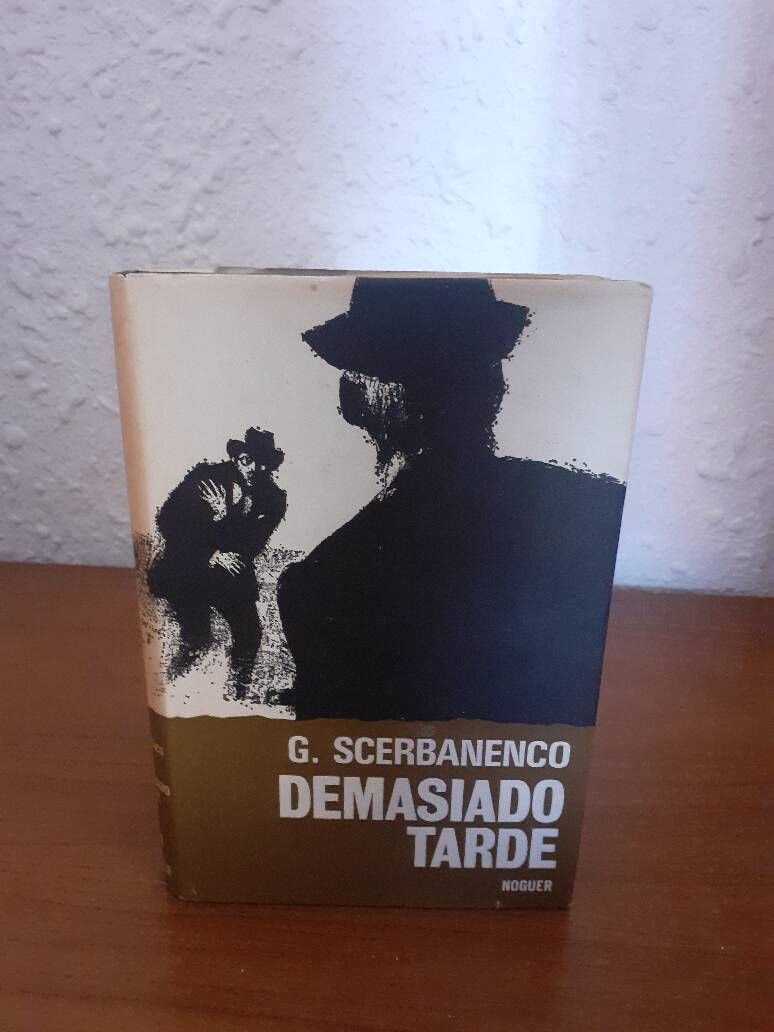 G. SCERBANENCO
DEMASIADO
TARDE
NOGUER